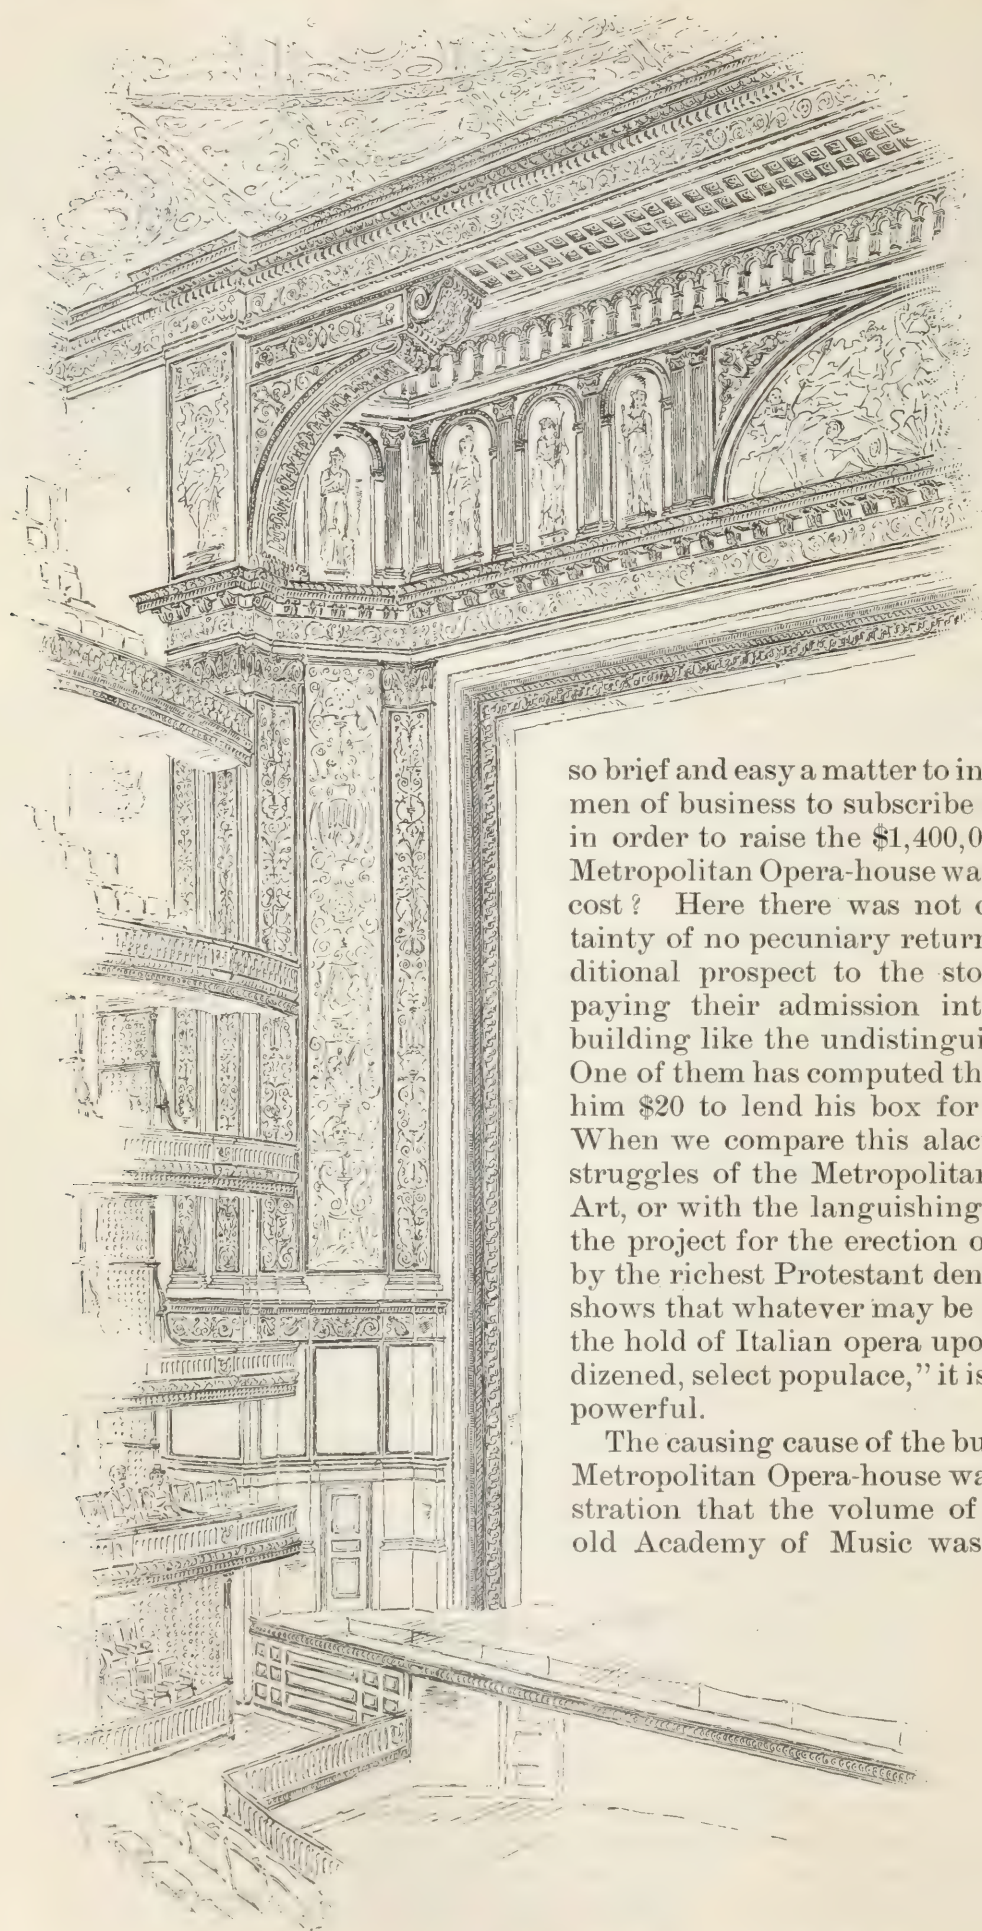 so brief and easy a matter to in
men of business to subscribe
in order to raise the $1,400,0
Metropolitan Opera-house wa
cost? Here there was not
tainty of no pecuniary return
ditional prospect to the sto
paying their admission int
building like the undistingui
One of them has computed th
him $20 to lend his box for
When we compare this alac
struggles of the Metropolitan
Art, or with the languishing
the project for the erection o
by the richest Protestant den
shows that whatever may be
the hold of Italian opera upo
dizened, select populace,” it is
powerful.
The causing cause of the bu
Metropolitan Opera-house wa
stration that the volume of
old Academy of Music was